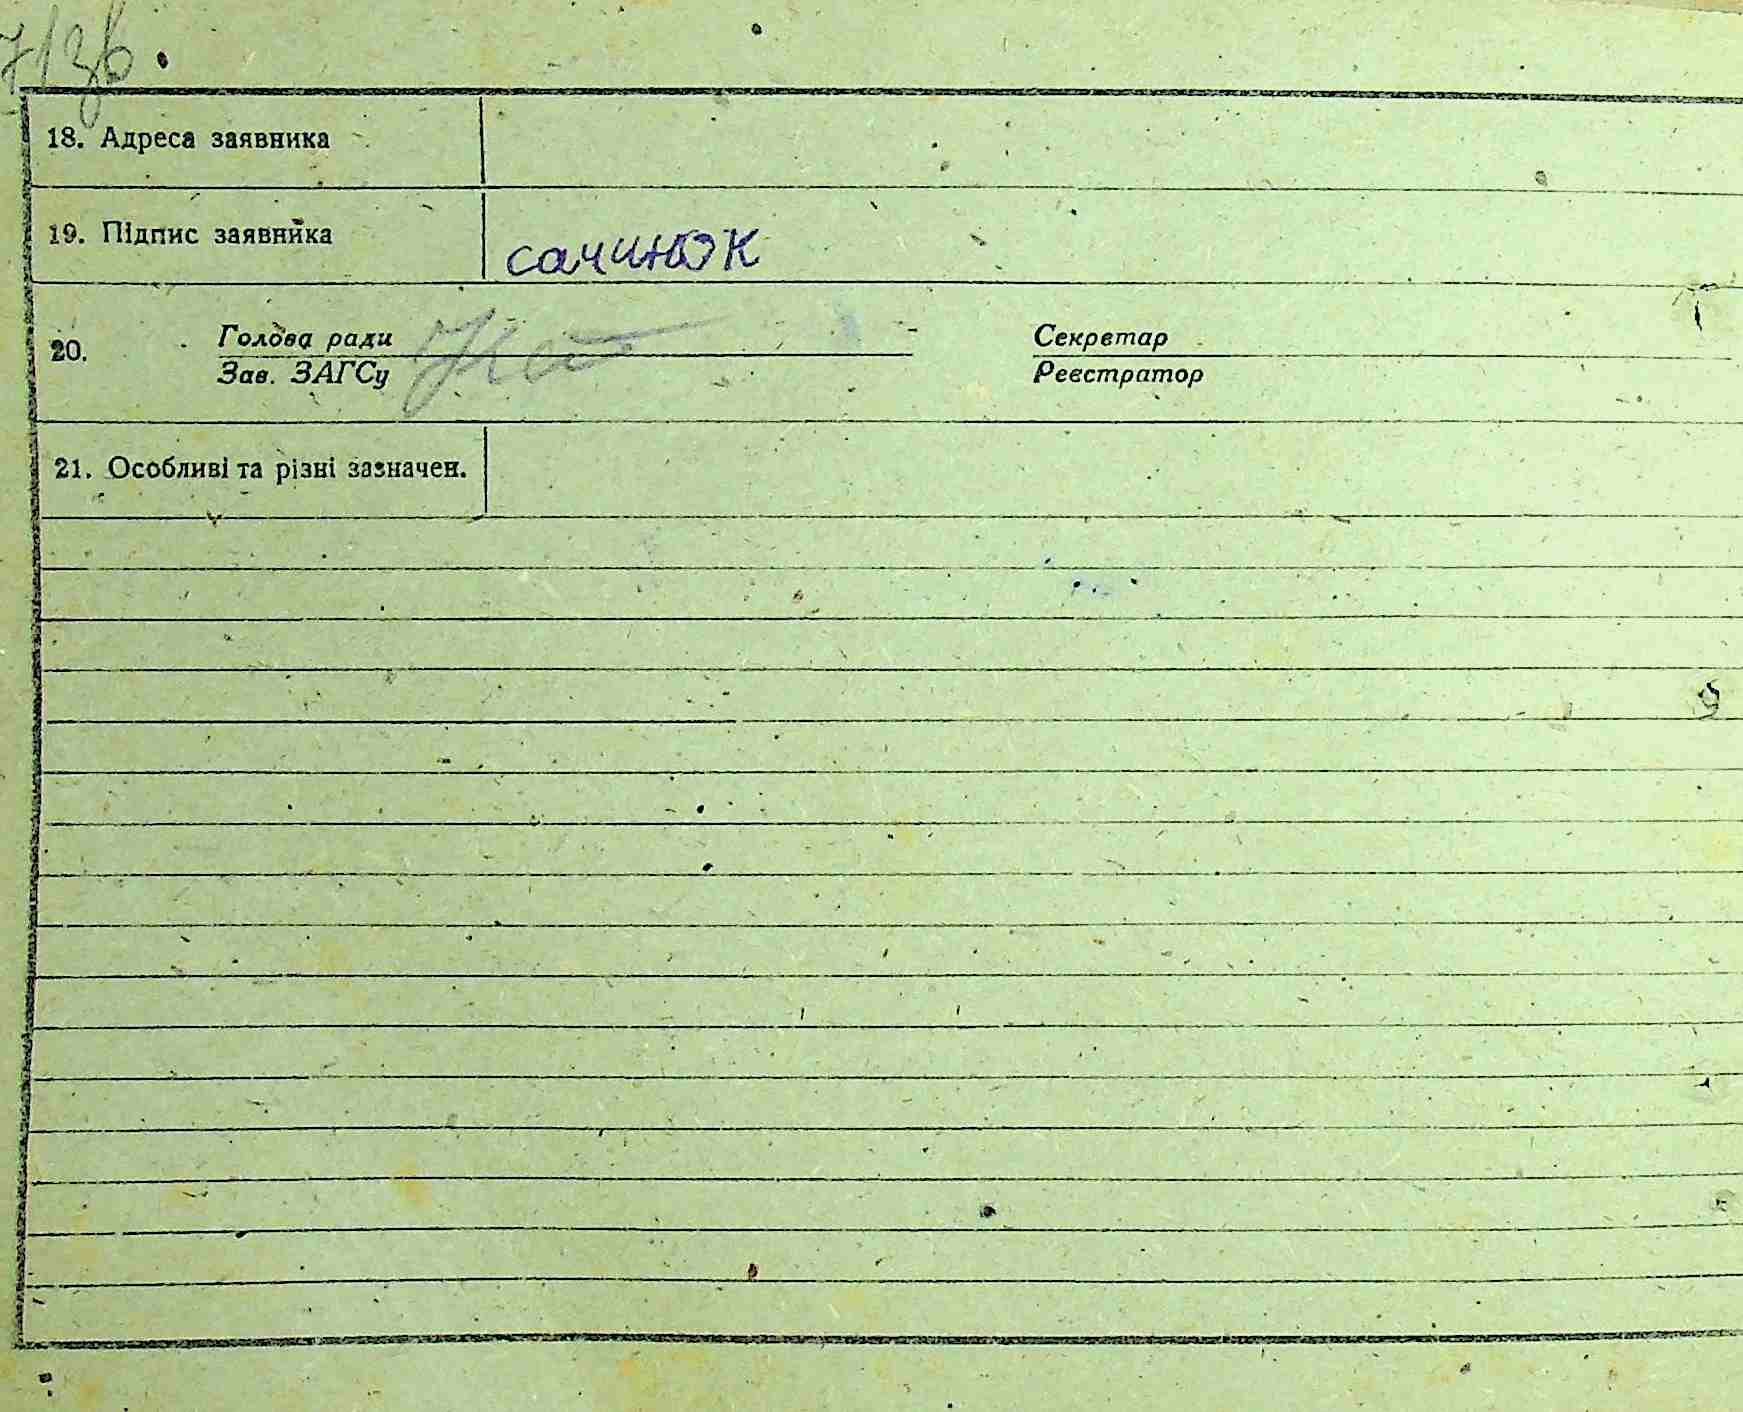 18. Адреса заявника
19. Підпис заявника
сачинюк
20.
Голова ради
Зав. ЗАГСу
Секретар
Реєстратор
21. Особливі та різні зазначен.